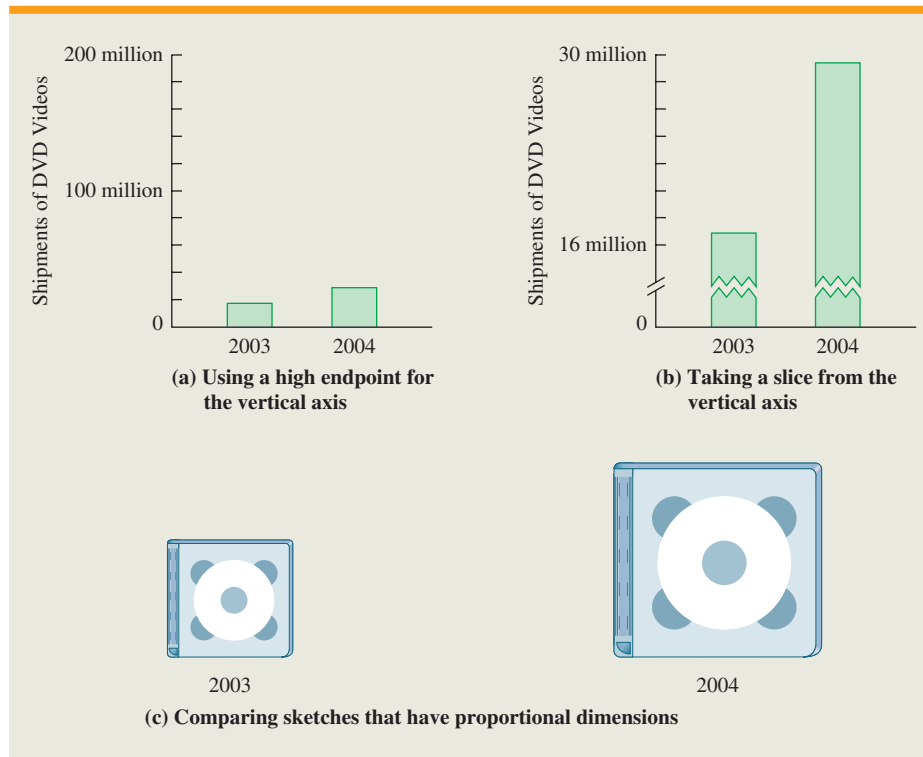 Shipments of DVD Videos
200 million
100 million
0
2003
2004
(a) Using a high endpoint for
the vertical axis
Shipments of DVD Videos
30 million
16 million
0
2003
2004
(b) Taking a slice from the
vertical axis
2003
2004
(c) Comparing sketches that have proportional dimensions